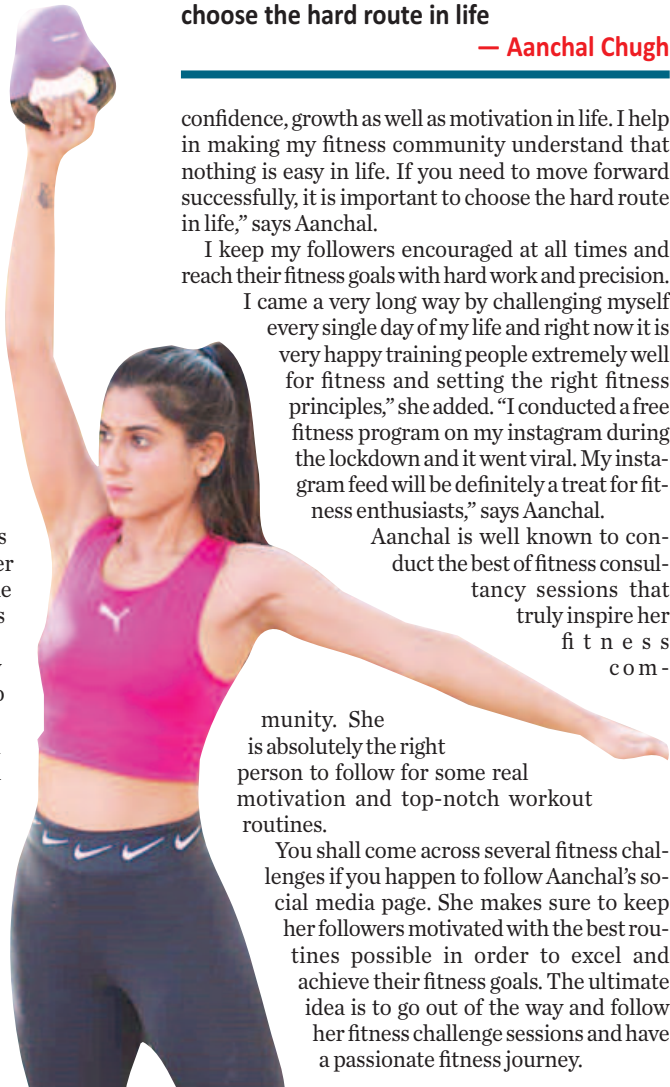 choose the hard route in life
— Aanchal Chugh
confidence, growth as well as motivation in life. I help
in making my fitness community understand that
nothing is easy in life. If you need to move forward
successfully, it is important to choose the hard route
in life,” says Aanchal.
I keep my followers encouraged at all times and
reach their fitness goals with hard work and precision.
I came a very long way by challenging myself
every single day of my life and right now it is
very happy training people extremely well
for fitness and setting the right fitness
principles,” she added. “I conducted a free
fitness program on my instagram during
the lockdown and it went viral. My insta-
gram feed will be definitely a treat for fit-
ness enthusiasts,” says Aanchal.
Aanchal is well known to con-
duct the best of fitness consul-
tancy sessions that
truly inspire her
fitness
com-
munity. She
is absolutely the right
person to follow for some real
motivation and top-notch workout
routines.
You shall come across several fitness chal-
lenges if you happen to follow Aanchal’s so-
cial media page. She makes sure to keep
her followers motivated with the best rou-
tines possible in order to excel and
achieve their fitness goals. The ultimate
idea is to go out of the way and follow
her fitness challenge sessions and have
a passionate fitness journey.